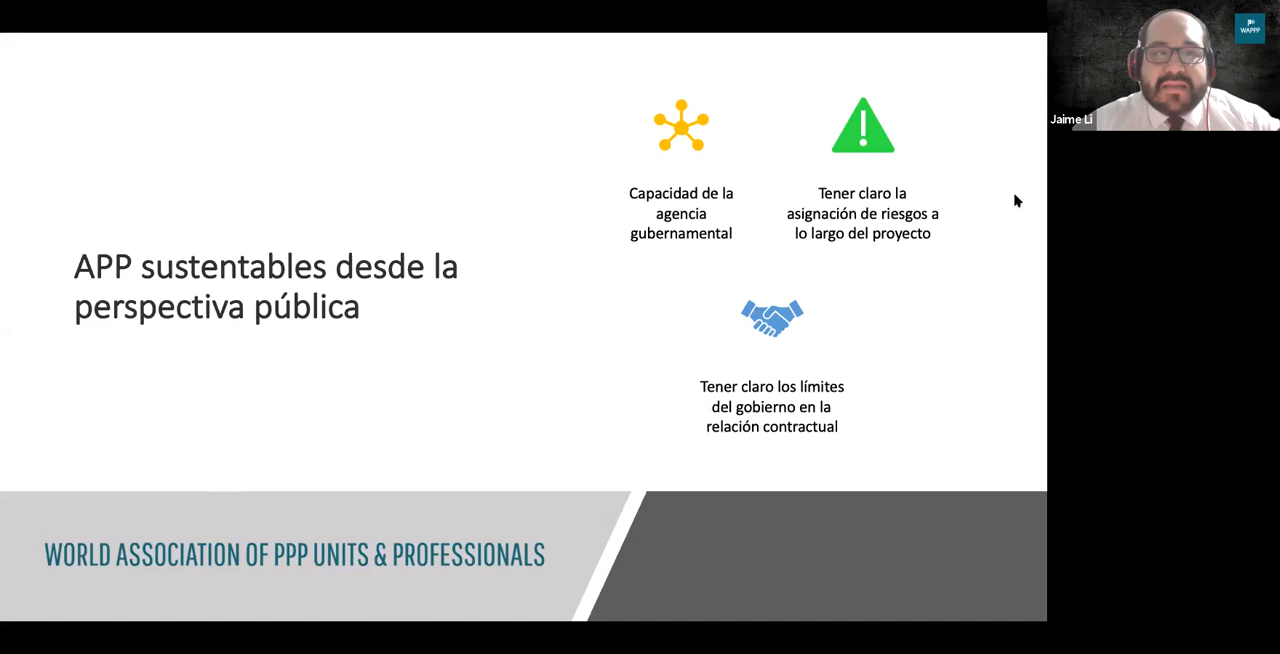 APP sustentables desde la
perspectiva pública
Capacidad de la
agencia
gubernamental
Tener claro la
asignación de riesgos a
lo largo del proyecto
Tener claro los límites
del gobierno en la
relación contractual
WORLD ASSOCIATION OF PPP UNITS & PROFESSIONALS
WAPPP
Jaime Li